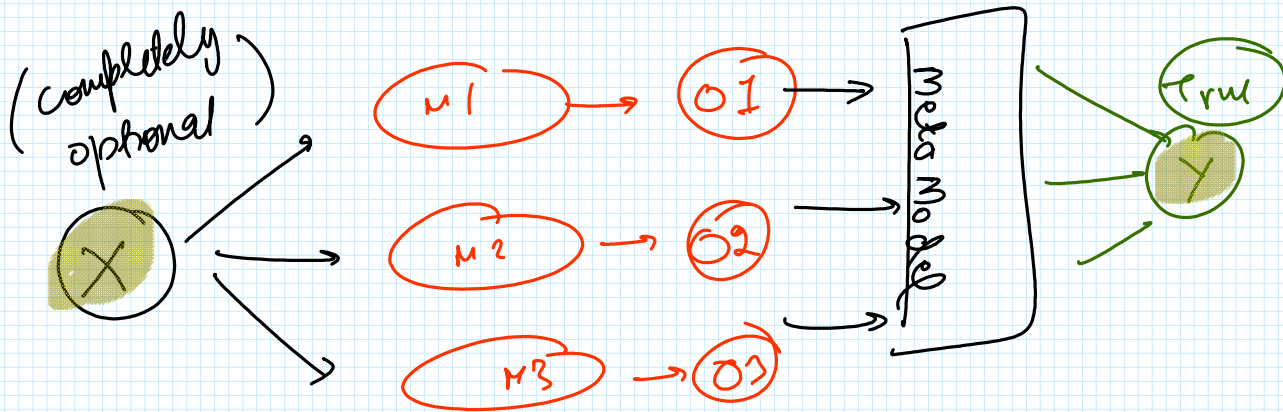 (completely
optional)
X
M1
O1
M2
O2
M3
O3
Meta Model
True
Y